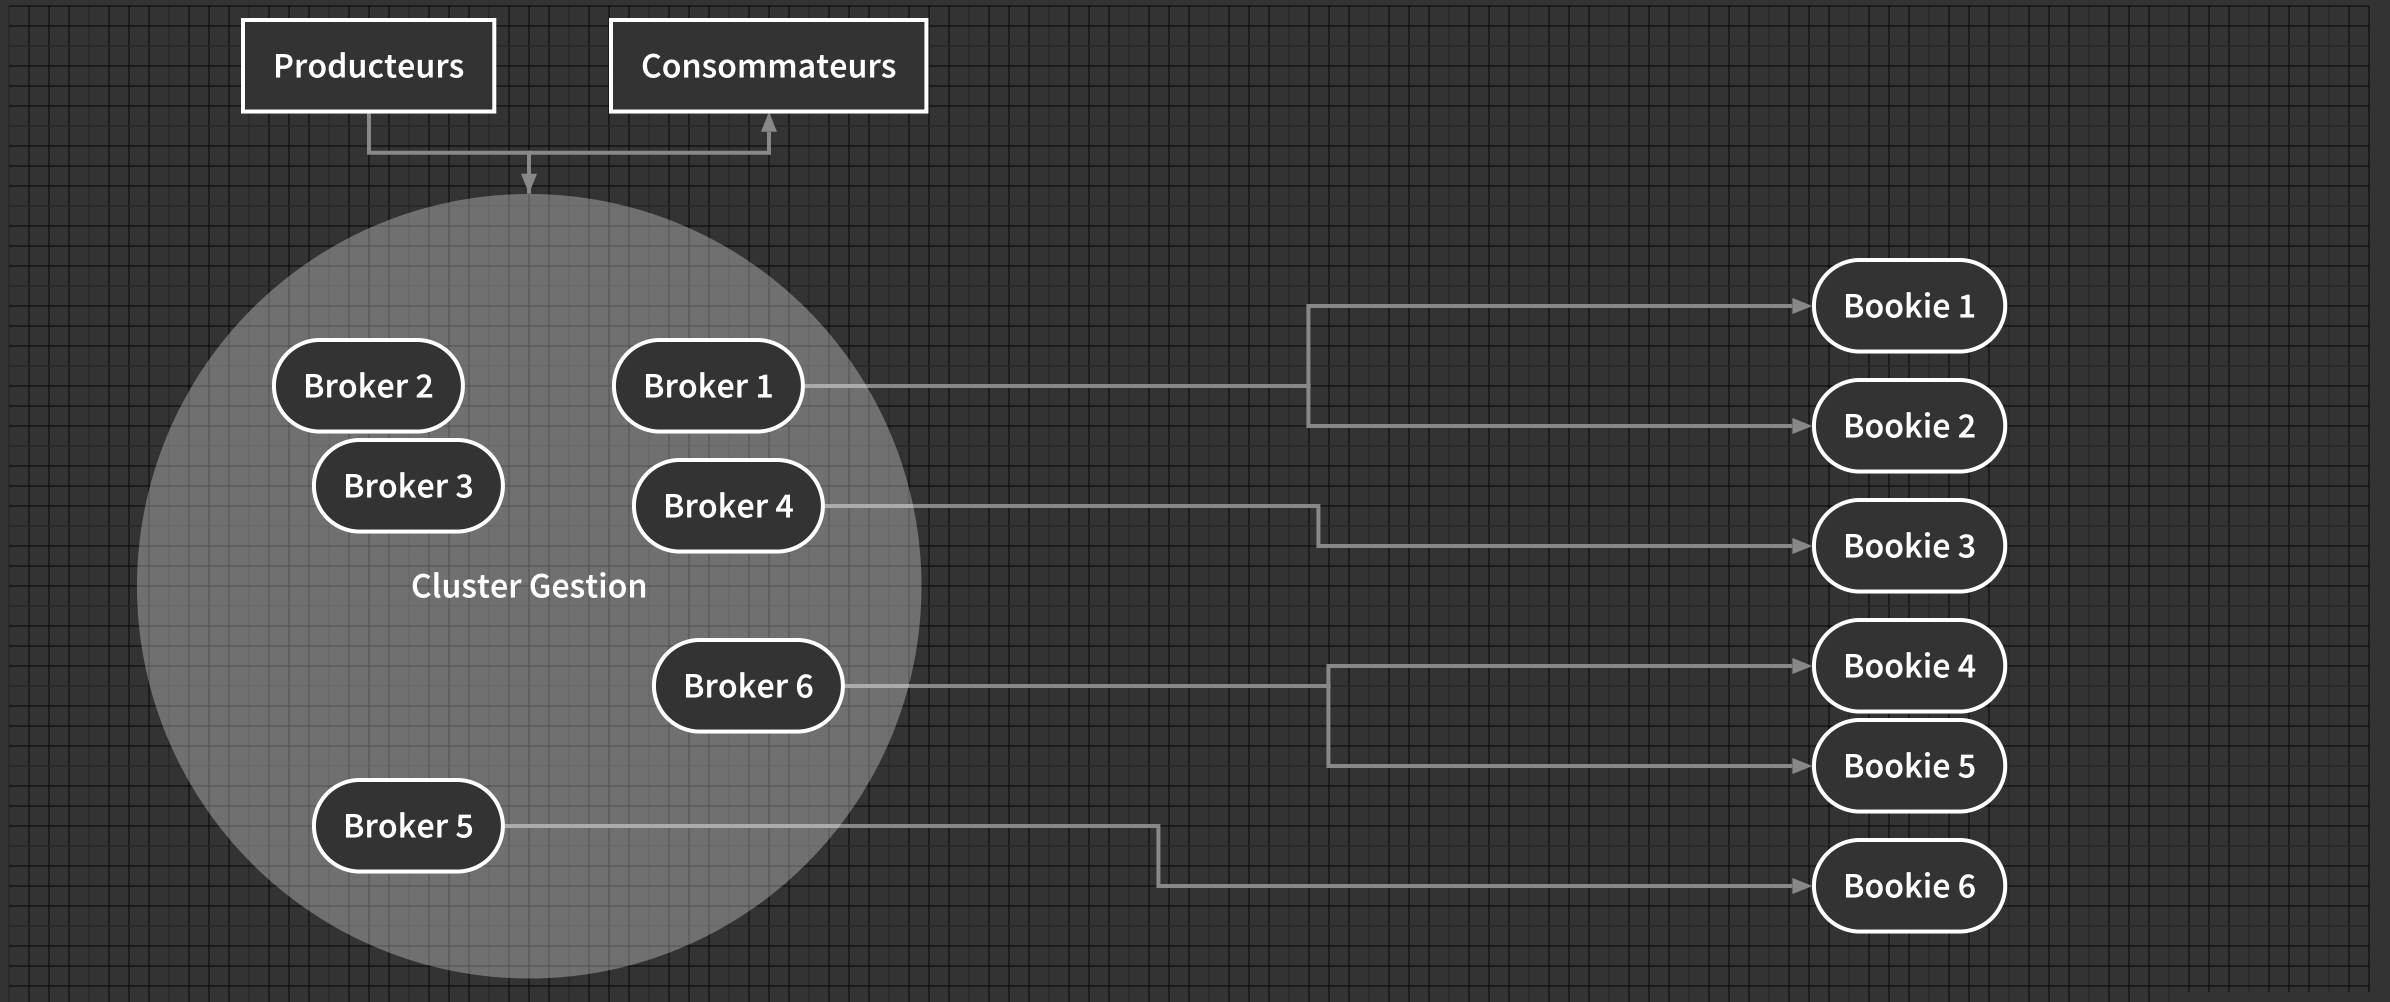 Producteurs
Consommateurs
Broker 2
Broker 1
Broker 3
Broker 4
Cluster Gestion
Broker 6
Broker 5
Bookie 1
Bookie 2
Bookie 3
Bookie 4
Bookie 5
Bookie 6